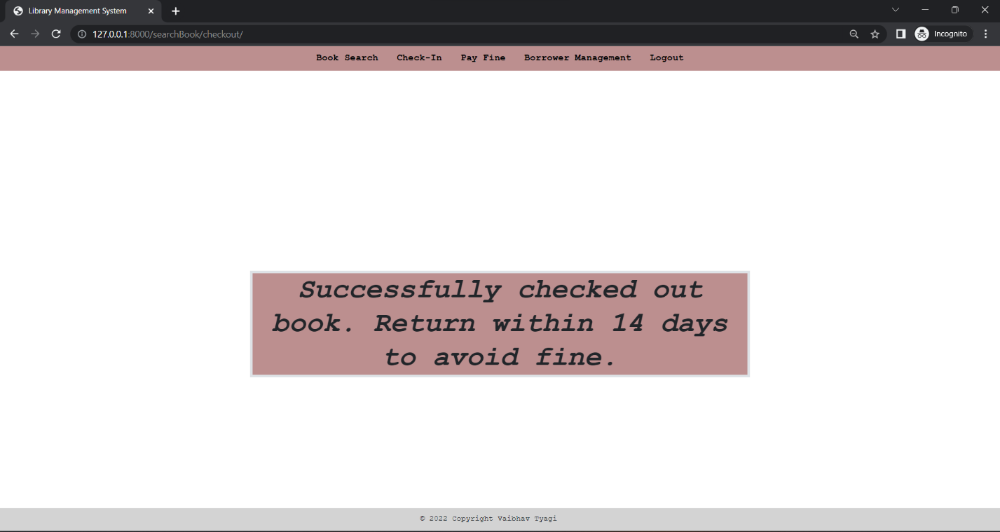 Library Management System
127.0.0.1:8000/searchBook/checkout/
Incognito
Book Search Check-In Pay Fine Borrower Management Logout
Successfully checked out
book. Return within 14 days
to avoid fine.
© 2022 Copyright Vaibhav Tyagi